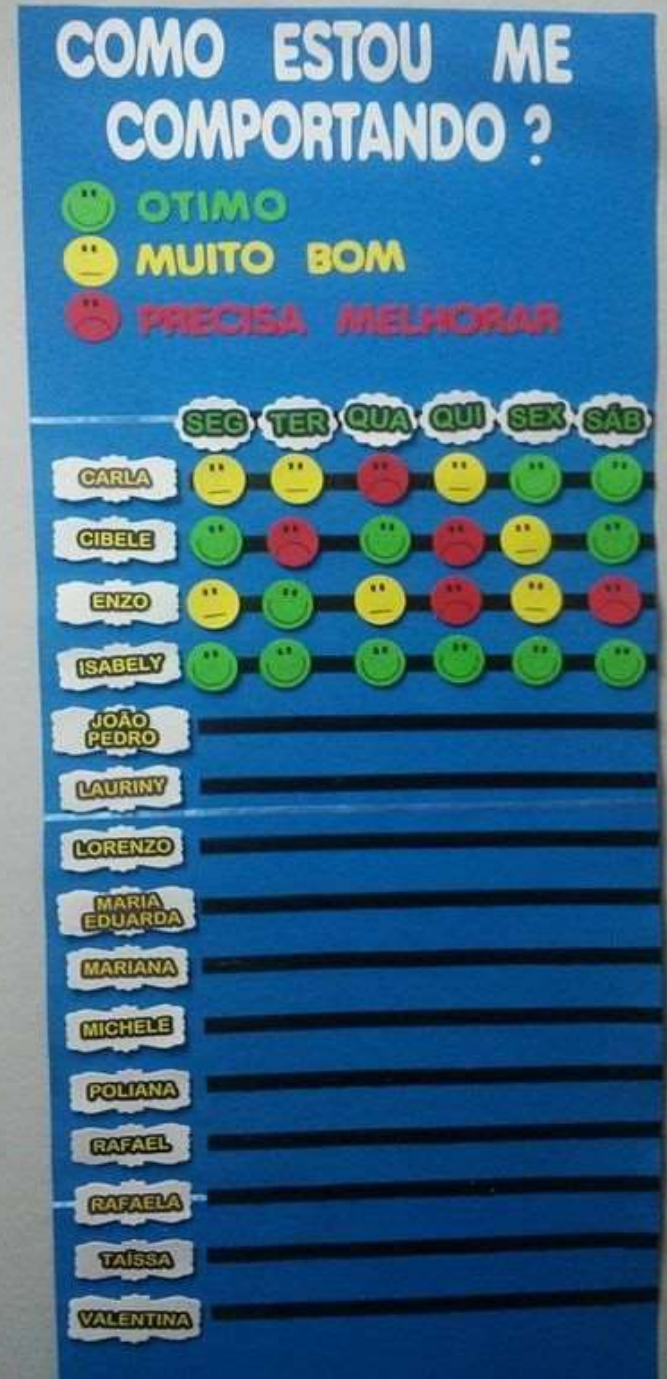 COMO ESTOU ME
COMPORTANDO ?
OTIMO
MUITO BOM
PRECISA MELHORAR
SEG TER QUA QUI SEX SÁB
CARLA
CIBELE
ENZO
ISABELY
JOÃO
PEDRO
LAURINY
LORENZO
MARIA
EDUARDA
MARIANA
MICHELE
POLIANA
RAFAEL
RAFAELA
TAÍSSA
VALENTINA